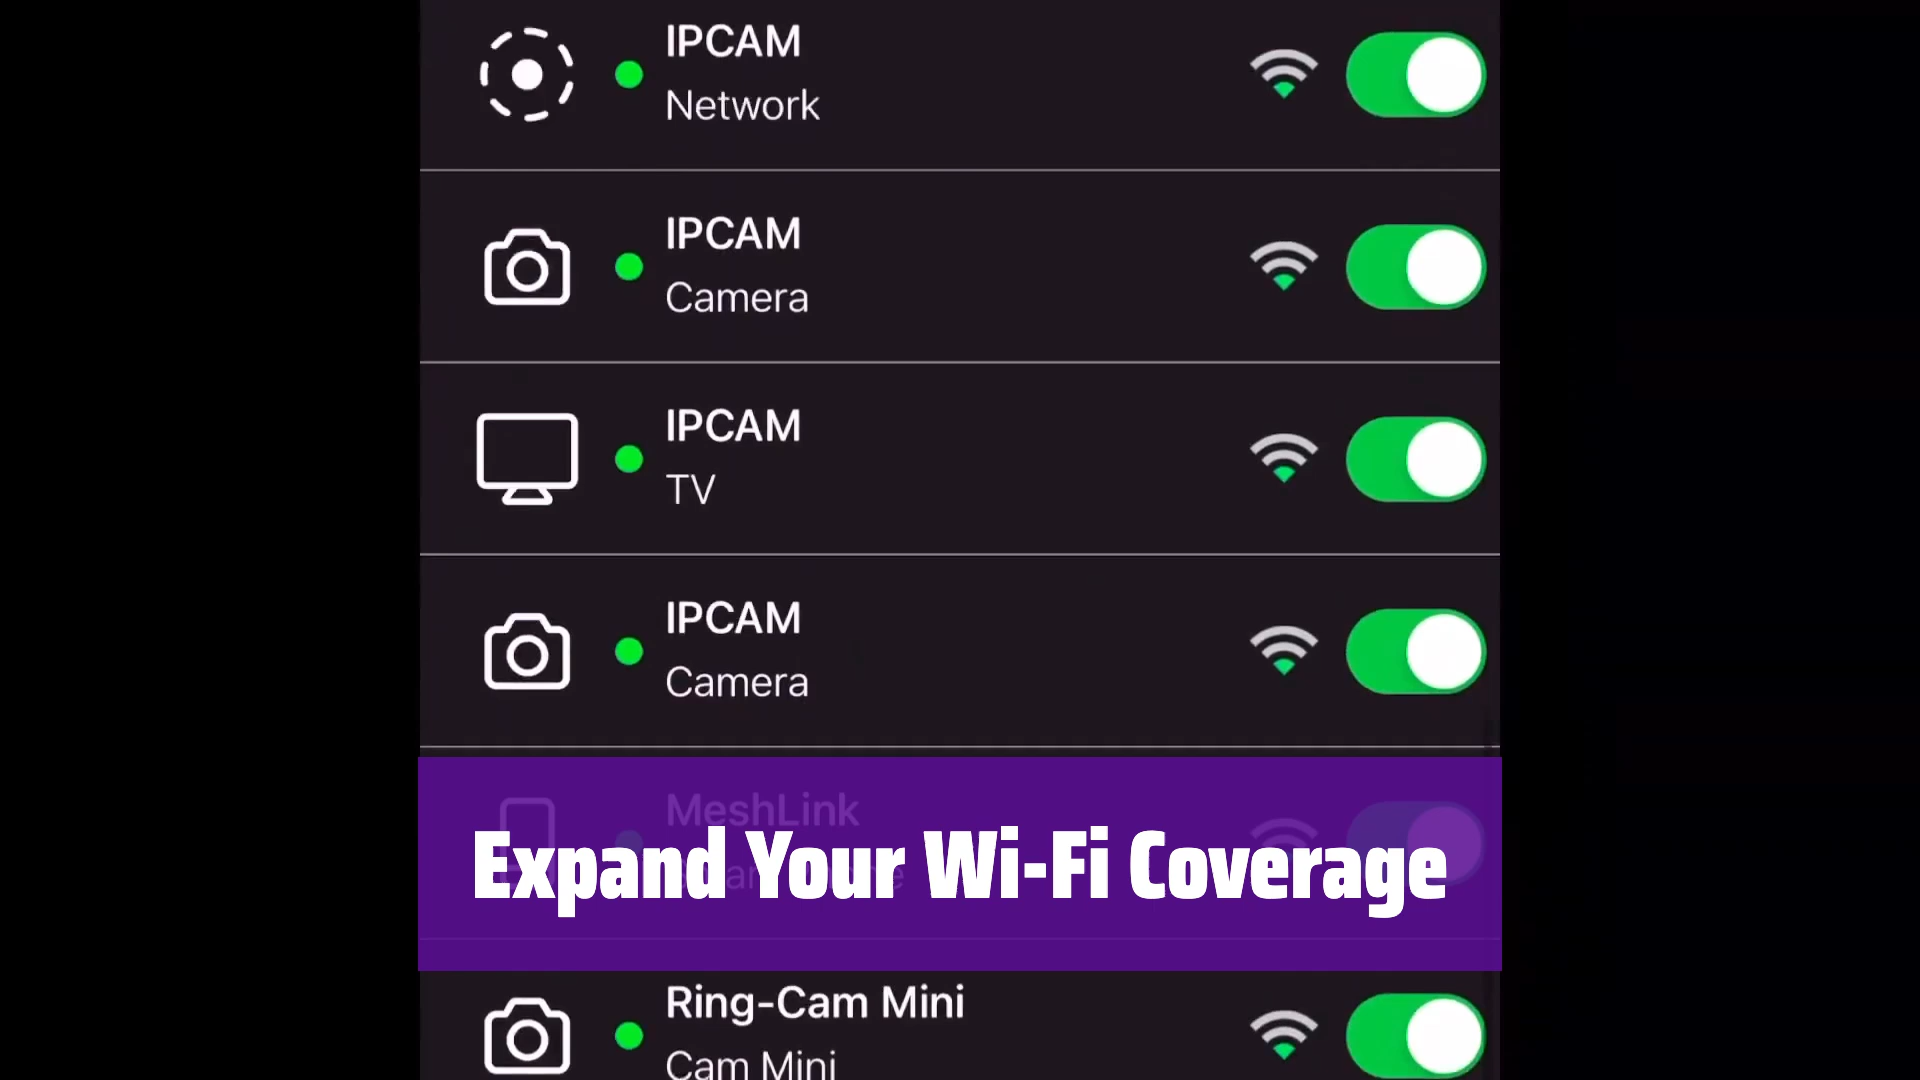 IPCAM
Network
IPCAM
Camera
IPCAM
TV
IPCAM
Camera
MeshLink
Expand Your Wi-Fi Coverage
Ring-Cam Mini
Cam Mini